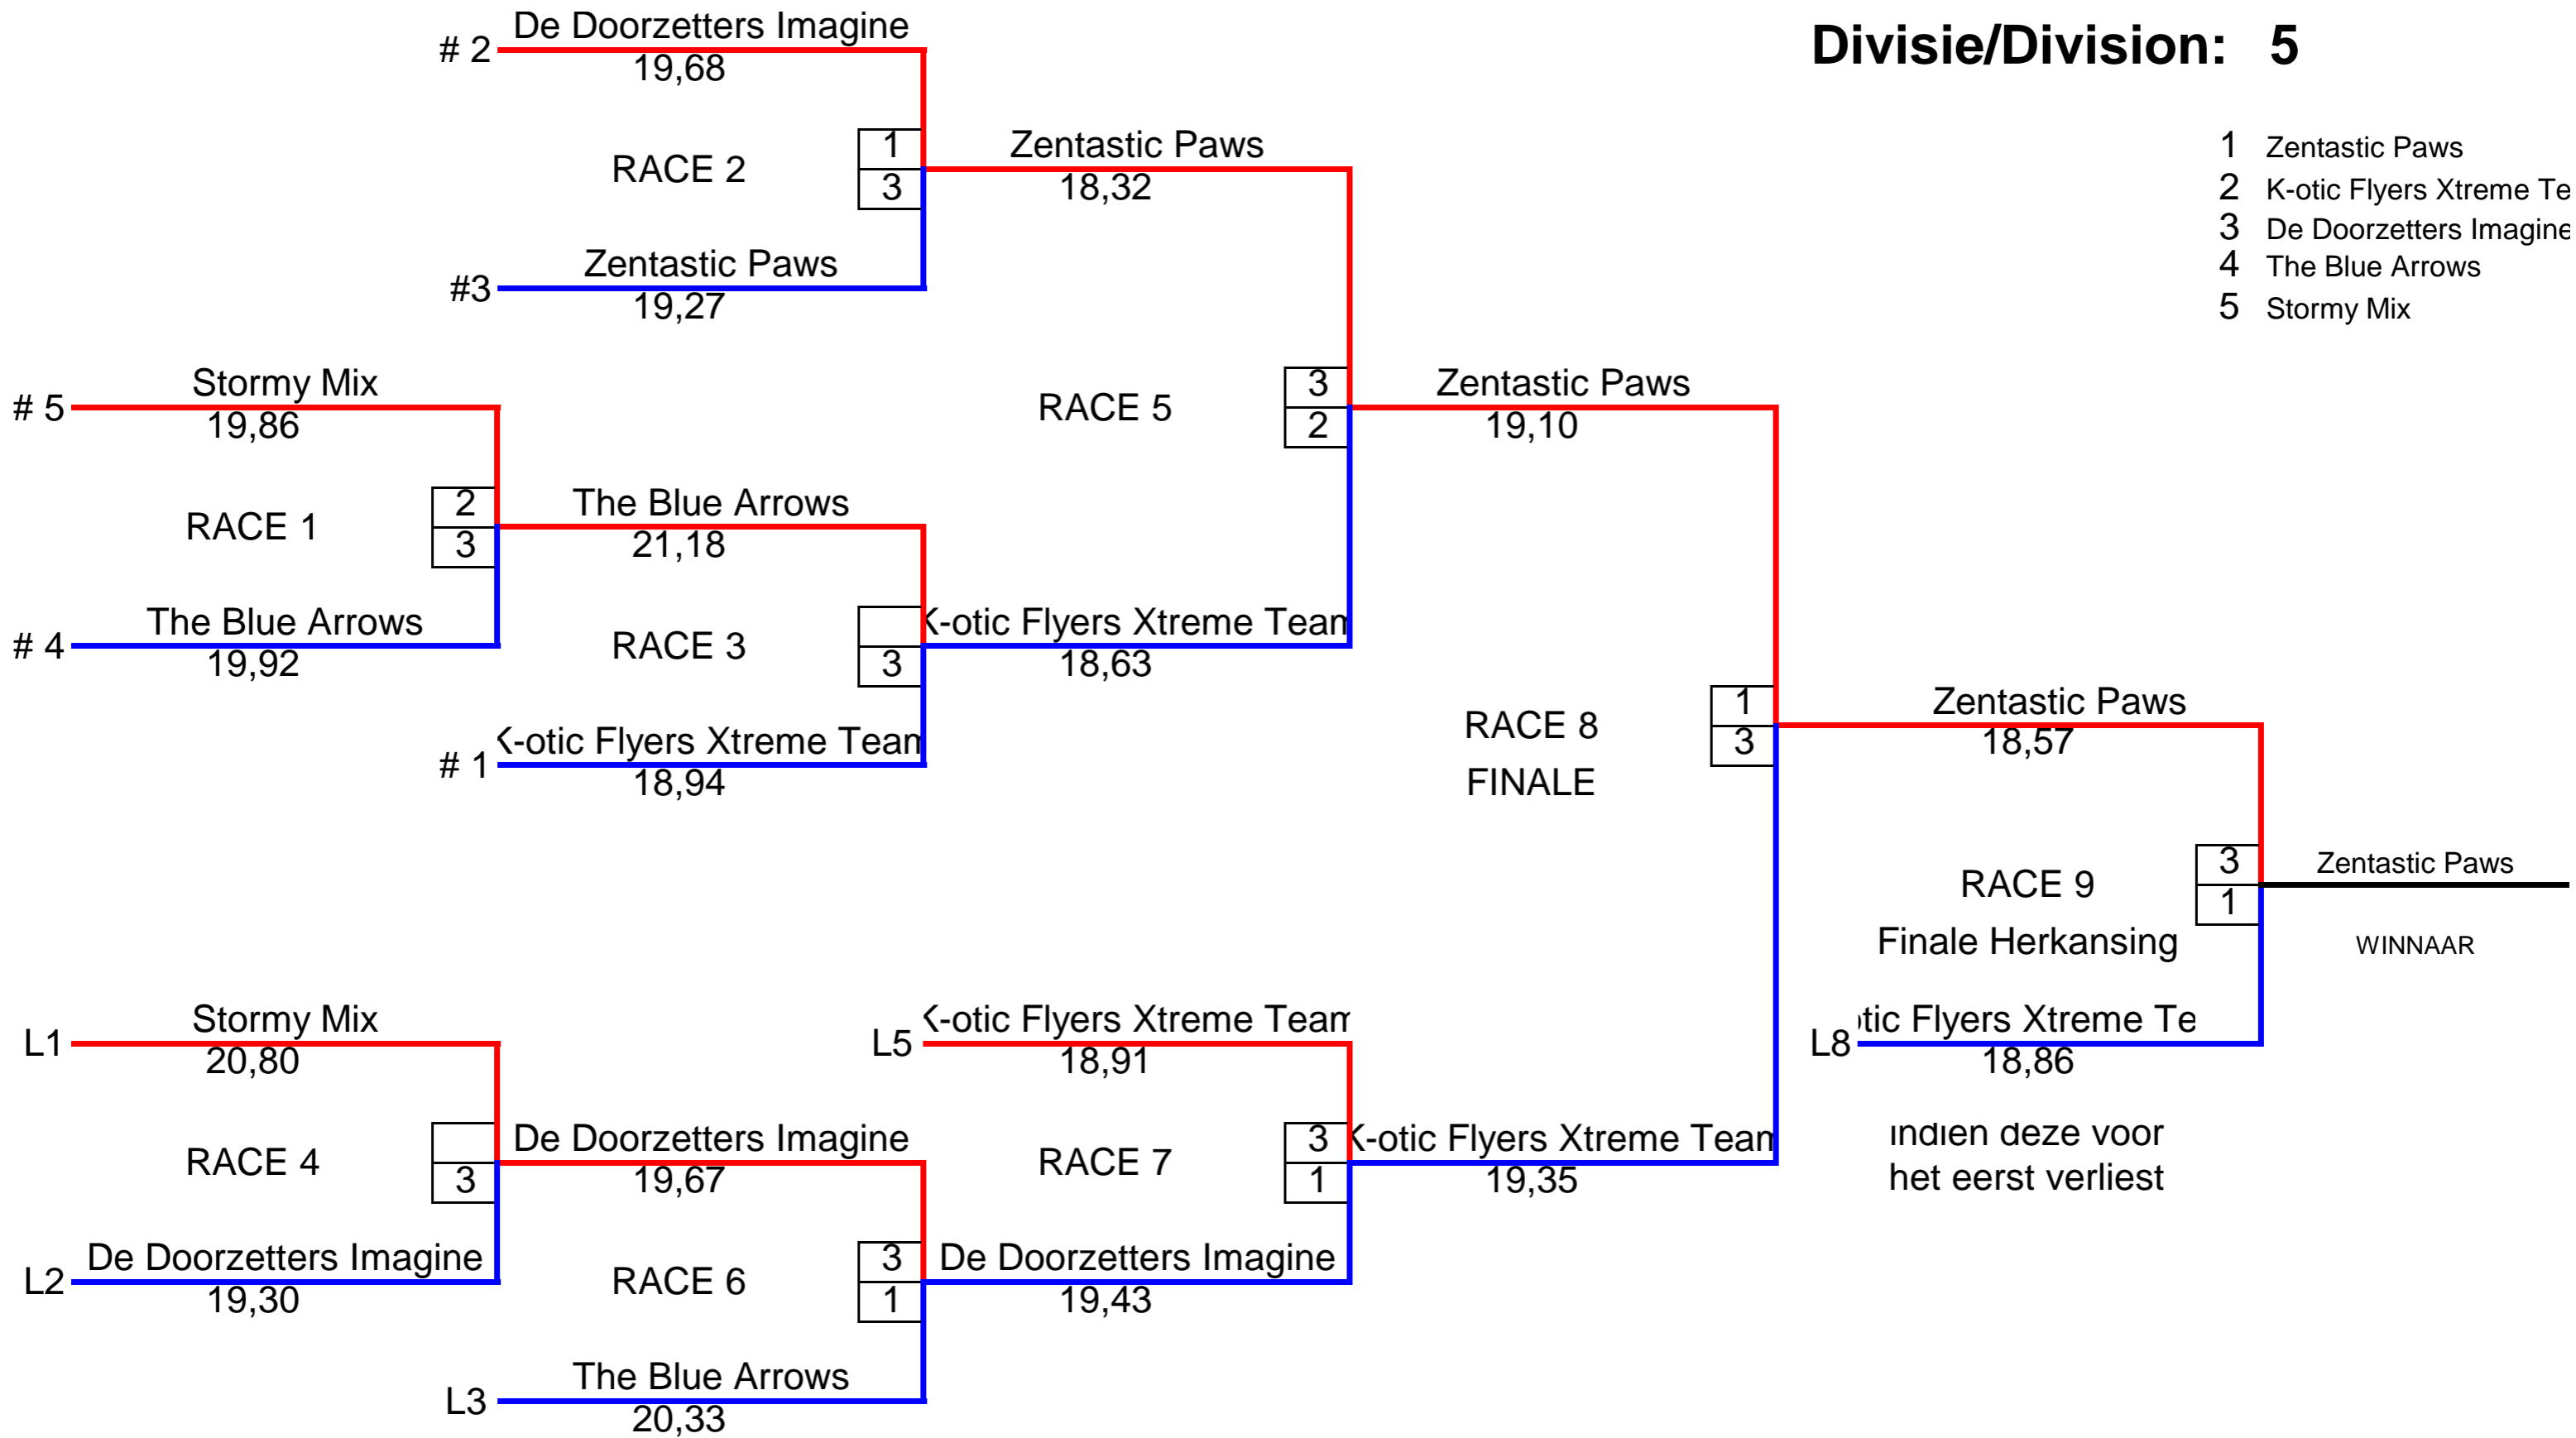 Divisie/Division: 5
1 Zentastic Paws
2 K-otic Flyers Xtreme Te
3 De Doorzetters Imagine
4 The Blue Arrows
5 Stormy Mix
# 2 De Doorzetters Imagine
19,68
RACE 2
1
3
#3 Zentastic Paws
19,27
Zentastic Paws
18,32
# 5 Stormy Mix
19,86
RACE 1
2
3
# 4 The Blue Arrows
19,92
The Blue Arrows
21,18
RACE 3
3
# 1 K-otic Flyers Xtreme Team
18,94
RACE 5
3
2
K-otic Flyers Xtreme Team
18,63
Zentastic Paws
19,10
RACE 8
FINALE
1
3
Zentastic Paws
18,57
RACE 9
Finale Herkansing
3
1
Zentastic Paws
WINNAAR
L8 otic Flyers Xtreme Te
18,86
indien deze voor
het eerst verliest
L1 Stormy Mix
20,80
RACE 4
3
L2 De Doorzetters Imagine
19,30
De Doorzetters Imagine
19,67
RACE 6
3
1
L3 The Blue Arrows
20,33
L5 K-otic Flyers Xtreme Team
18,91
RACE 7
3
1
De Doorzetters Imagine
19,43
K-otic Flyers Xtreme Team
19,35